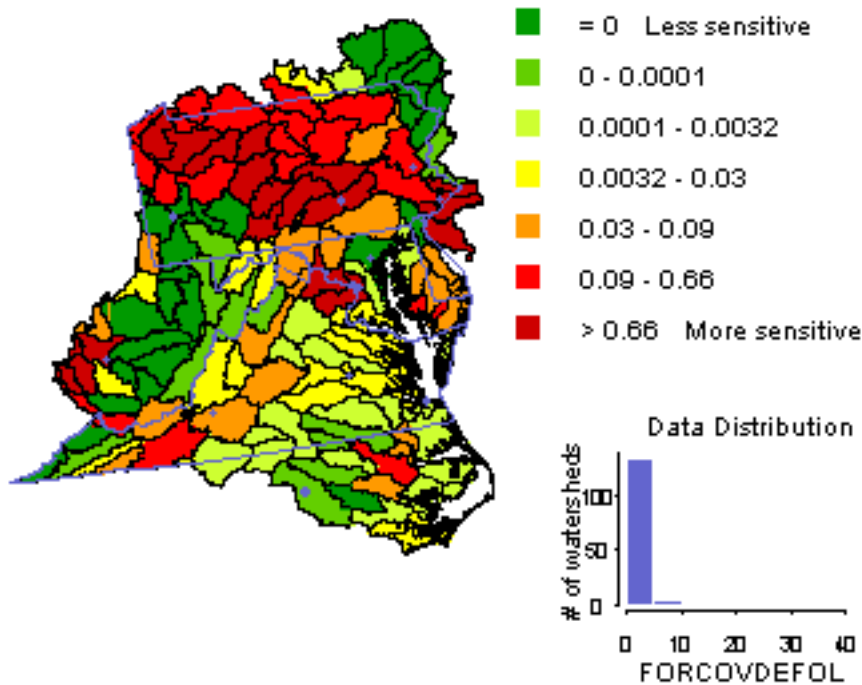 = 0 Less sensitive
0 - 0.0001
0.0001 - 0.0032
0.0032 - 0.03
0.03 - 0.09
0.09 - 0.66
> 0.66 More sensitive
Data Distribution
# of watersheds
100
50
0
0 10 20 30 40
FORCOVDEFOL